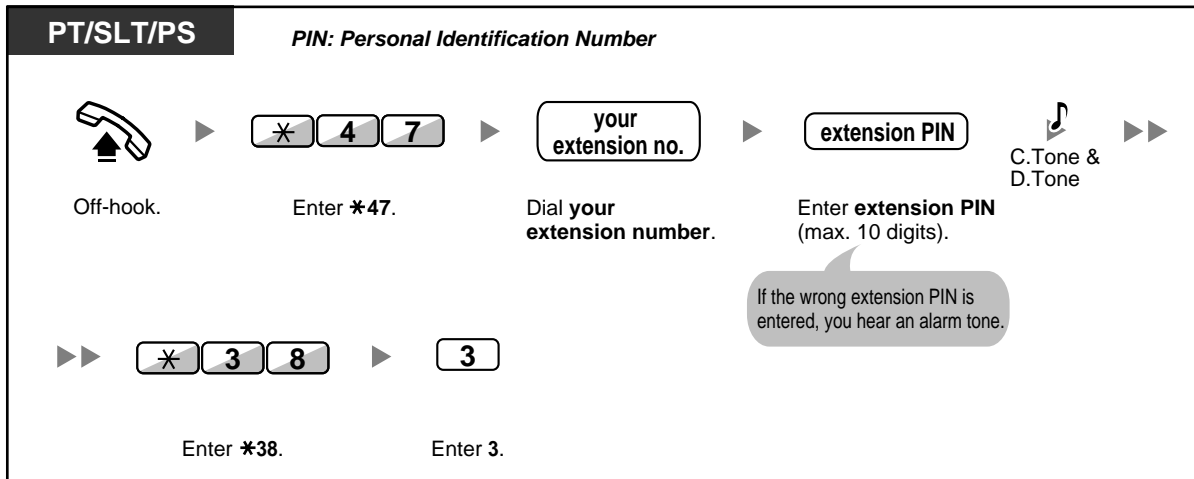 PT/SLT/PS
PIN: Personal Identification Number
* 4 7
your
extension no.
extension PIN
C.Tone &
D.Tone
Off-hook.
Enter *47.
Dial your
extension number.
Enter extension PIN
(max. 10 digits).
If the wrong extension PIN is
entered, you hear an alarm tone.
* 3 8
3
Enter *38.
Enter 3.